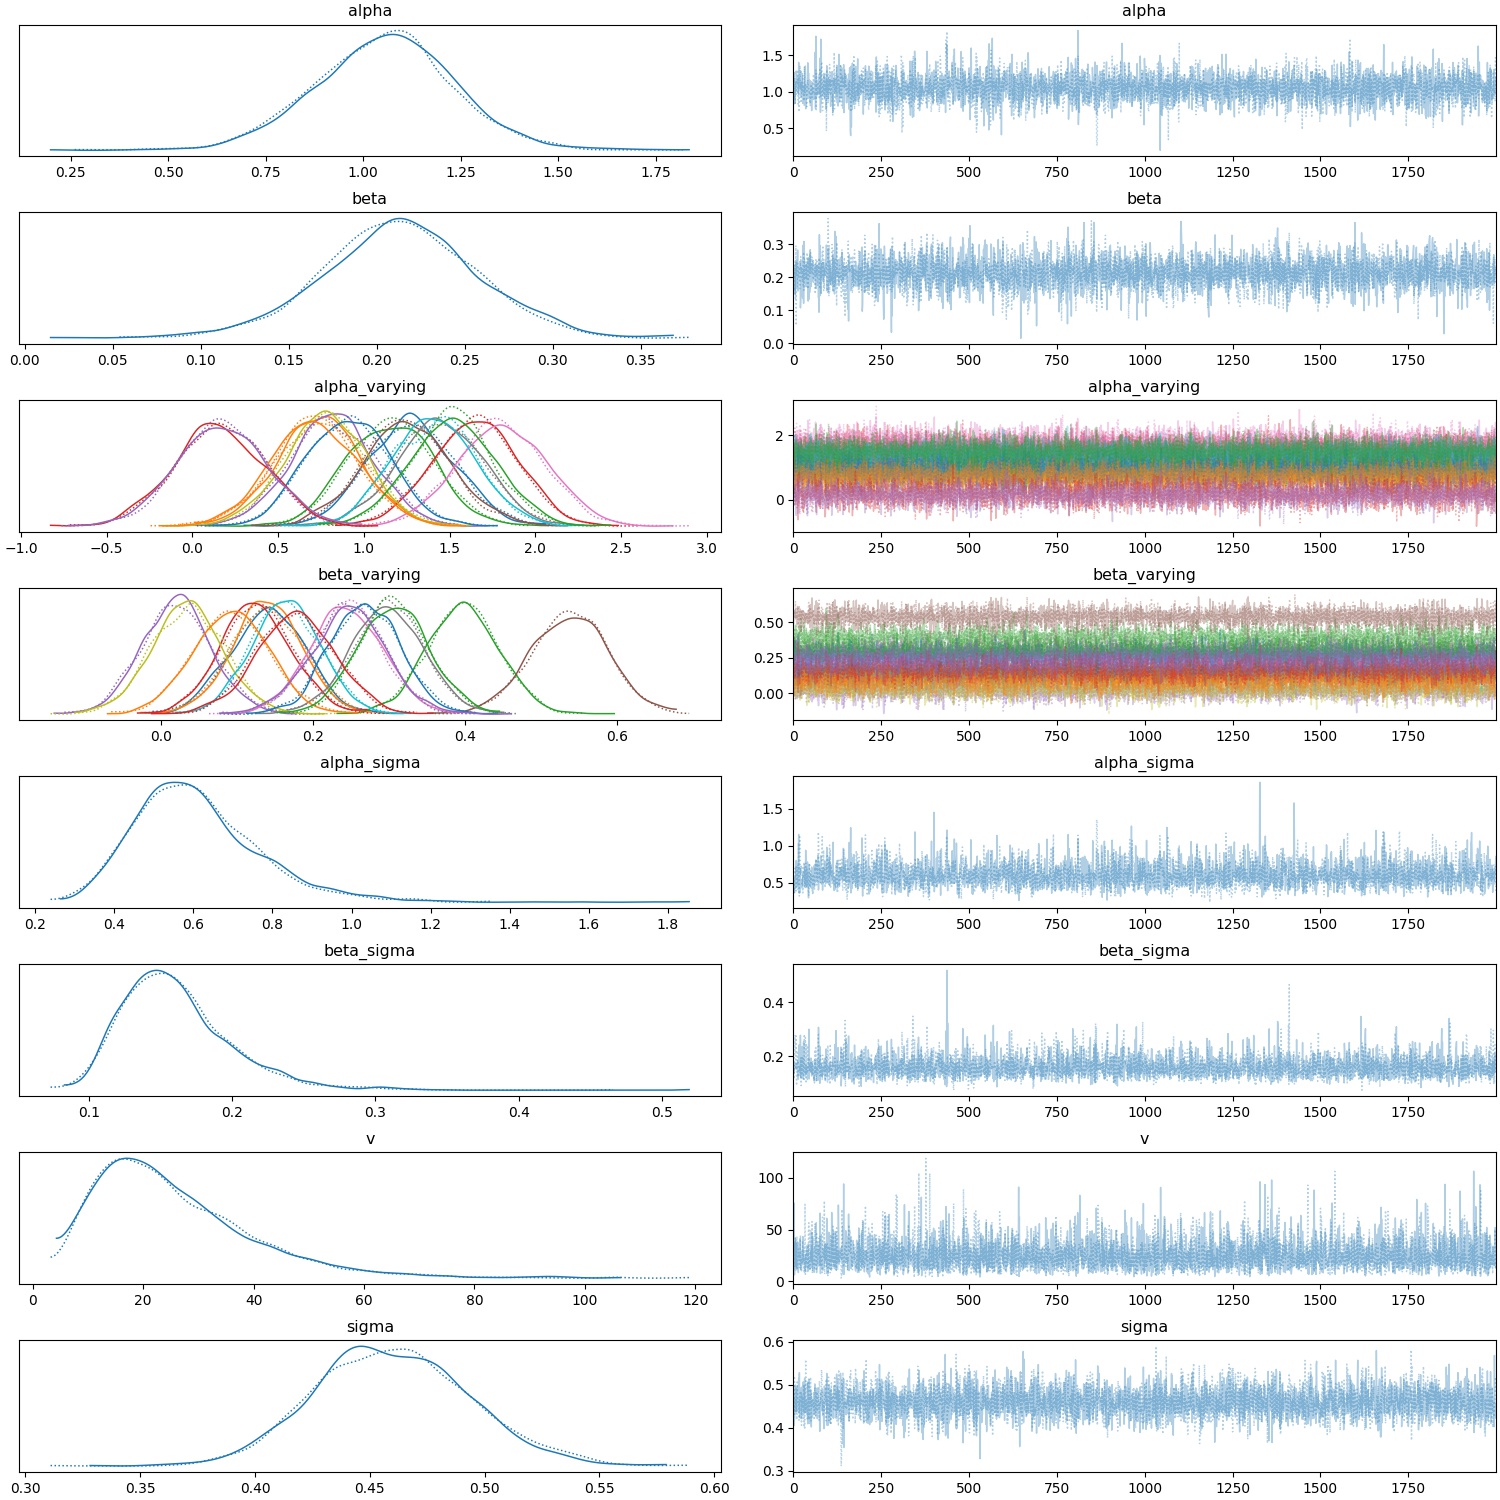 alpha alpha
1.5
1.0
0.5
0.25 0.50 0.75 1.00 1.25 1.50 1.75 0 250 500 750 1000 1250 1500 1750
beta beta
0.3
0.2
0.1
0.0
0.00 0.05 0.10 0.15 0.20 0.25 0.30 0.35 0 250 500 750 1000 1250 1500 1750
alpha_varying alpha_varying
2
0
−1.0 −0.5 0.0 0.5 1.0 1.5 2.0 2.5 3.0 0 250 500 750 1000 1250 1500 1750
beta_varying beta_varying
0.50
0.25
0.00
0.0 0.2 0.4 0.6 0 250 500 750 1000 1250 1500 1750
alpha_sigma alpha_sigma
1.5
1.0
0.5
0.2 0.4 0.6 0.8 1.0 1.2 1.4 1.6 1.8 0 250 500 750 1000 1250 1500 1750
beta_sigma beta_sigma
0.4
0.2
0.1 0.2 0.3 0.4 0.5 0 250 500 750 1000 1250 1500 1750
v v
100
50
0
0 20 40 60 80 100 120 0 250 500 750 1000 1250 1500 1750
sigma sigma
0.6
0.5
0.4
0.3
0.30 0.35 0.40 0.45 0.50 0.55 0.60 0 250 500 750 1000 1250 1500 1750